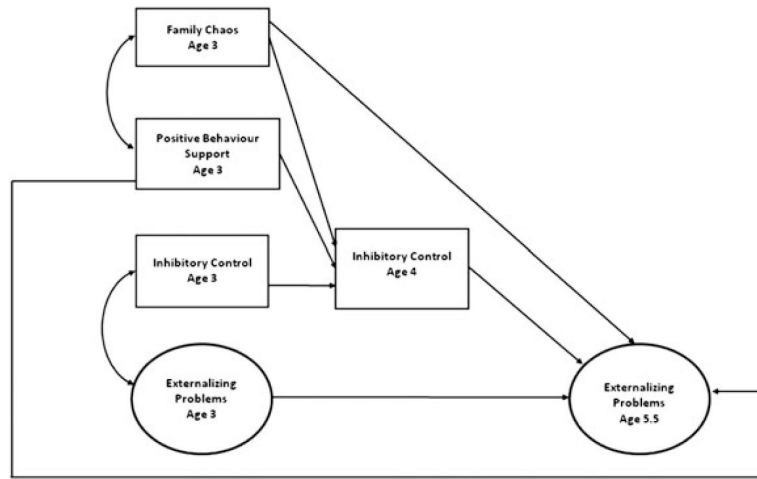 Family Chaos
Age 3
Positive Behaviour
Support
Age 3
Inhibitory Control
Age 3
Inhibitory Control
Age 4
Externalizing
Problems
Age 3
Externalizing
Problems
Age 5.5